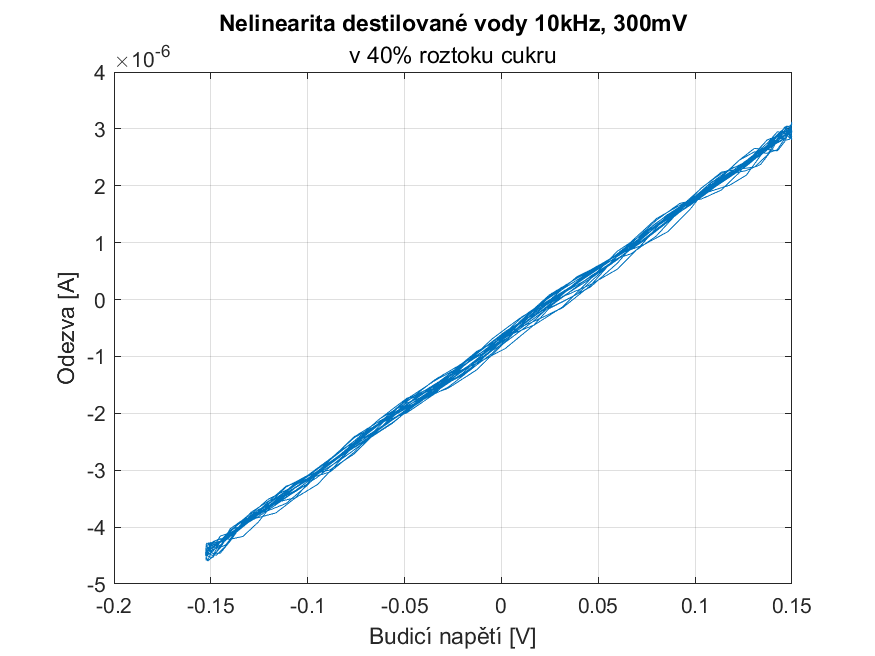 Nelinearita destilované vody 10kHz, 300mV
v 40% roztoku cukru
×10^-6
4
3
2
1
0
-1
-2
-3
-4
-5
Odezva [A]
-0.2 -0.15 -0.1 -0.05 0 0.05 0.1 0.15
Budicí napětí [V]